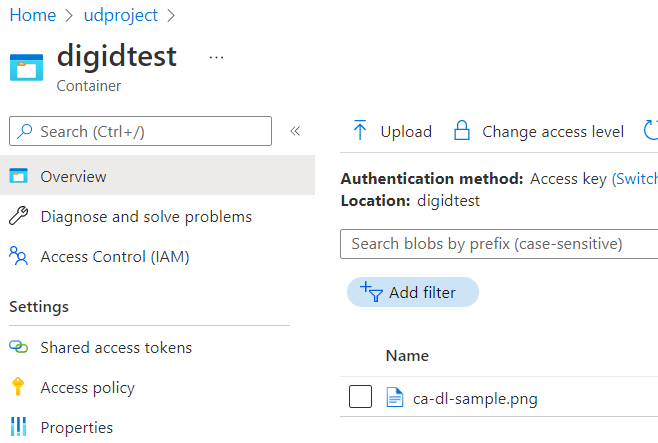 Home > udproject >
digidtest ...
Container
Search (Ctrl+/) «
Overview
Diagnose and solve problems
Access Control (IAM)
Settings
Shared access tokens
Access policy
Properties
Upload Change access level
Authentication method: Access key (Switch
Location: digidtest
Search blobs by prefix (case-sensitive)
Add filter
Name
ca-dl-sample.png